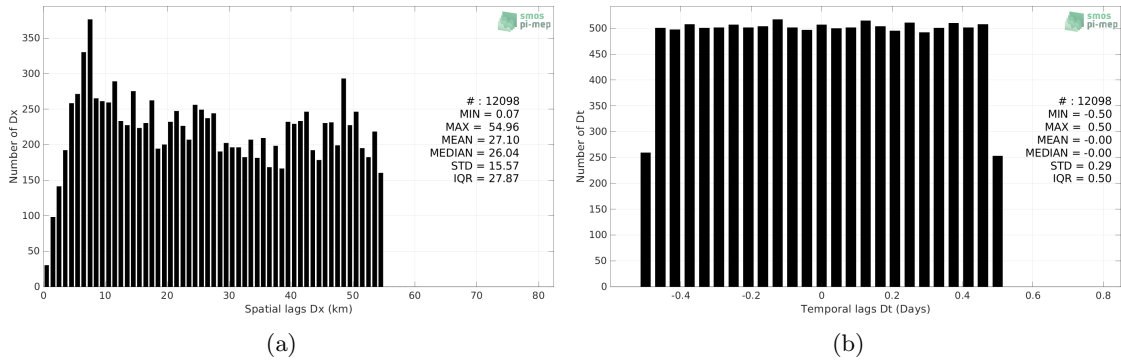 smos
pi-mep
350
300
250
200
150
100
50
0
Number of Dx
# : 12098
MIN = 0.07
MAX = 54.96
MEAN = 27.10
MEDIAN = 26.04
STD = 15.57
IQR = 27.87
0 10 20 30 40 50 60 70 80
Spatial lags Dx (km)
(a)
smos
pi-mep
500
450
400
350
300
250
200
150
100
50
0
Number of Dt
# : 12098
MIN = -0.50
MAX = 0.50
MEAN = -0.00
MEDIAN = -0.00
STD = 0.29
IQR = 0.50
-0.4 -0.2 0 0.2 0.4 0.6 0.8
Temporal lags Dt (Days)
(b)